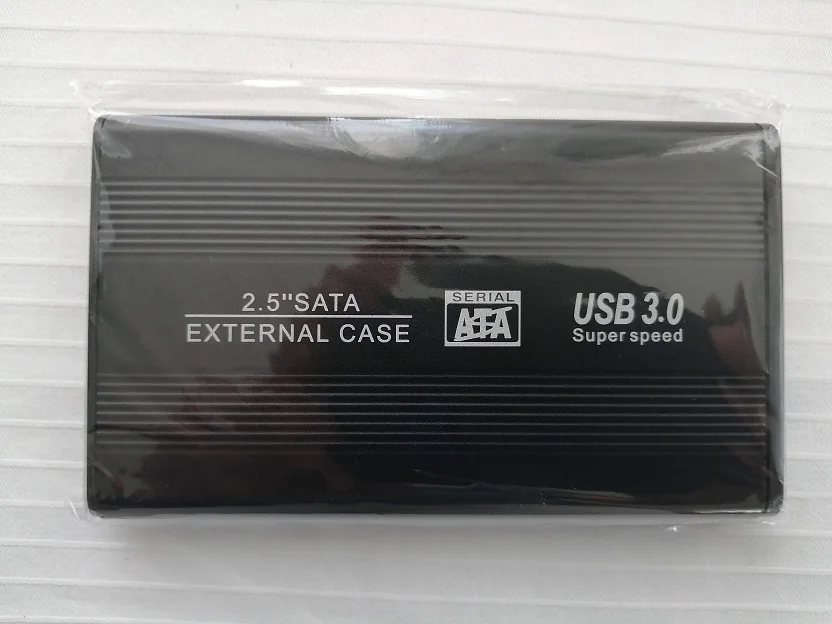 2.5"SATA
EXTERNAL CASE
SERIAL
ATA
USB 3.0
Super speed